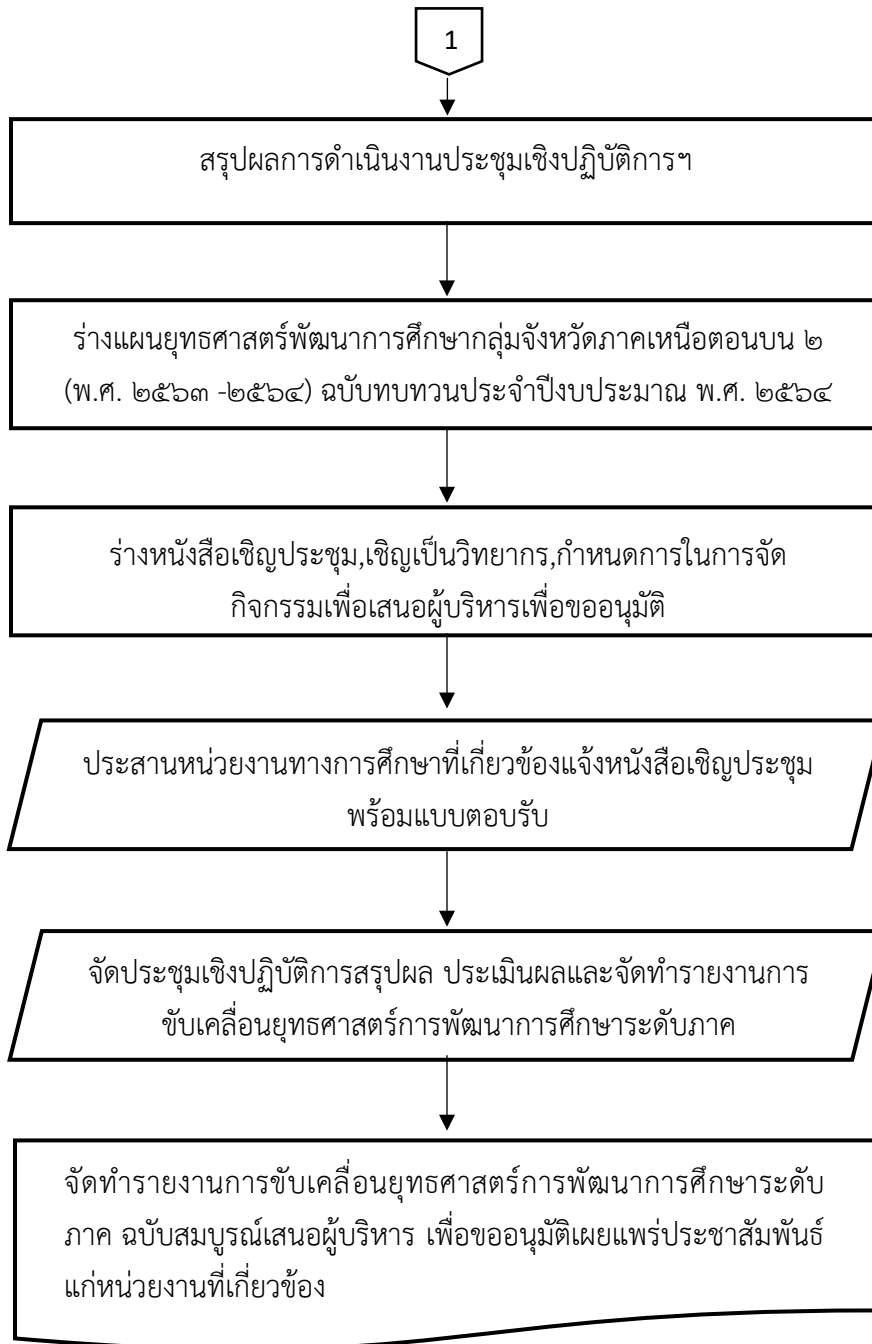 1
สรุปผลการดำเนินงานประชุมเชิงปฏิบัติการฯ
ร่างแผนยุทธศาสตร์พัฒนาการศึกษากลุ่มจังหวัดภาคเหนือตอนบน ๒
(พ.ศ. ๒๕๖๓ -๒๕๖๔) ฉบับทบทวนประจำปีงบประมาณ พ.ศ. ๒๕๖๔
ร่างหนังสือเชิญประชุม,เชิญเป็นวิทยากร,กำหนดการในการจัด
กิจกรรมเพื่อเสนอผู้บริหารเพื่อขออนุมัติ
ประสานหน่วยงานทางการศึกษาที่เกี่ยวข้องแจ้งหนังสือเชิญประชุม
พร้อมแบบตอบรับ
จัดประชุมเชิงปฏิบัติการสรุปผล ประเมินผลและจัดทำรายงานการ
ขับเคลื่อนยุทธศาสตร์การพัฒนาการศึกษาระดับภาค
จัดทำรายงานการขับเคลื่อนยุทธศาสตร์การพัฒนาการศึกษาระดับ
ภาค ฉบับสมบูรณ์เสนอผู้บริหาร เพื่อขออนุมัติเผยแพร่ประชาสัมพันธ์
แก่หน่วยงานที่เกี่ยวข้อง